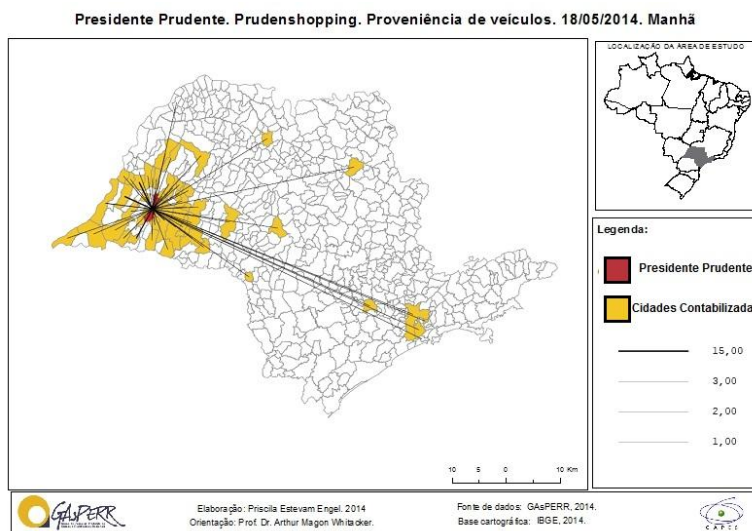 Presidente Prudente. Prudenshopping. Proveniência de veículos. 18/05/2014. Manhã
LOCALIZAÇÃO DA ÁREA DE ESTUDO
Legenda:
Presidente Prudente
Cidades Contabilizada
15,00
3,00
2,00
1,00
10 5 0 10 Km
GAsPERR
Elaboração: Priscila Estevam Engel. 2014
Orientação: Prof. Dr. Arthur Magon Whitacker.
Fonte de dados: GAsPERR, 2014.
Base cartográfica: IBGE, 2014.
CAPES